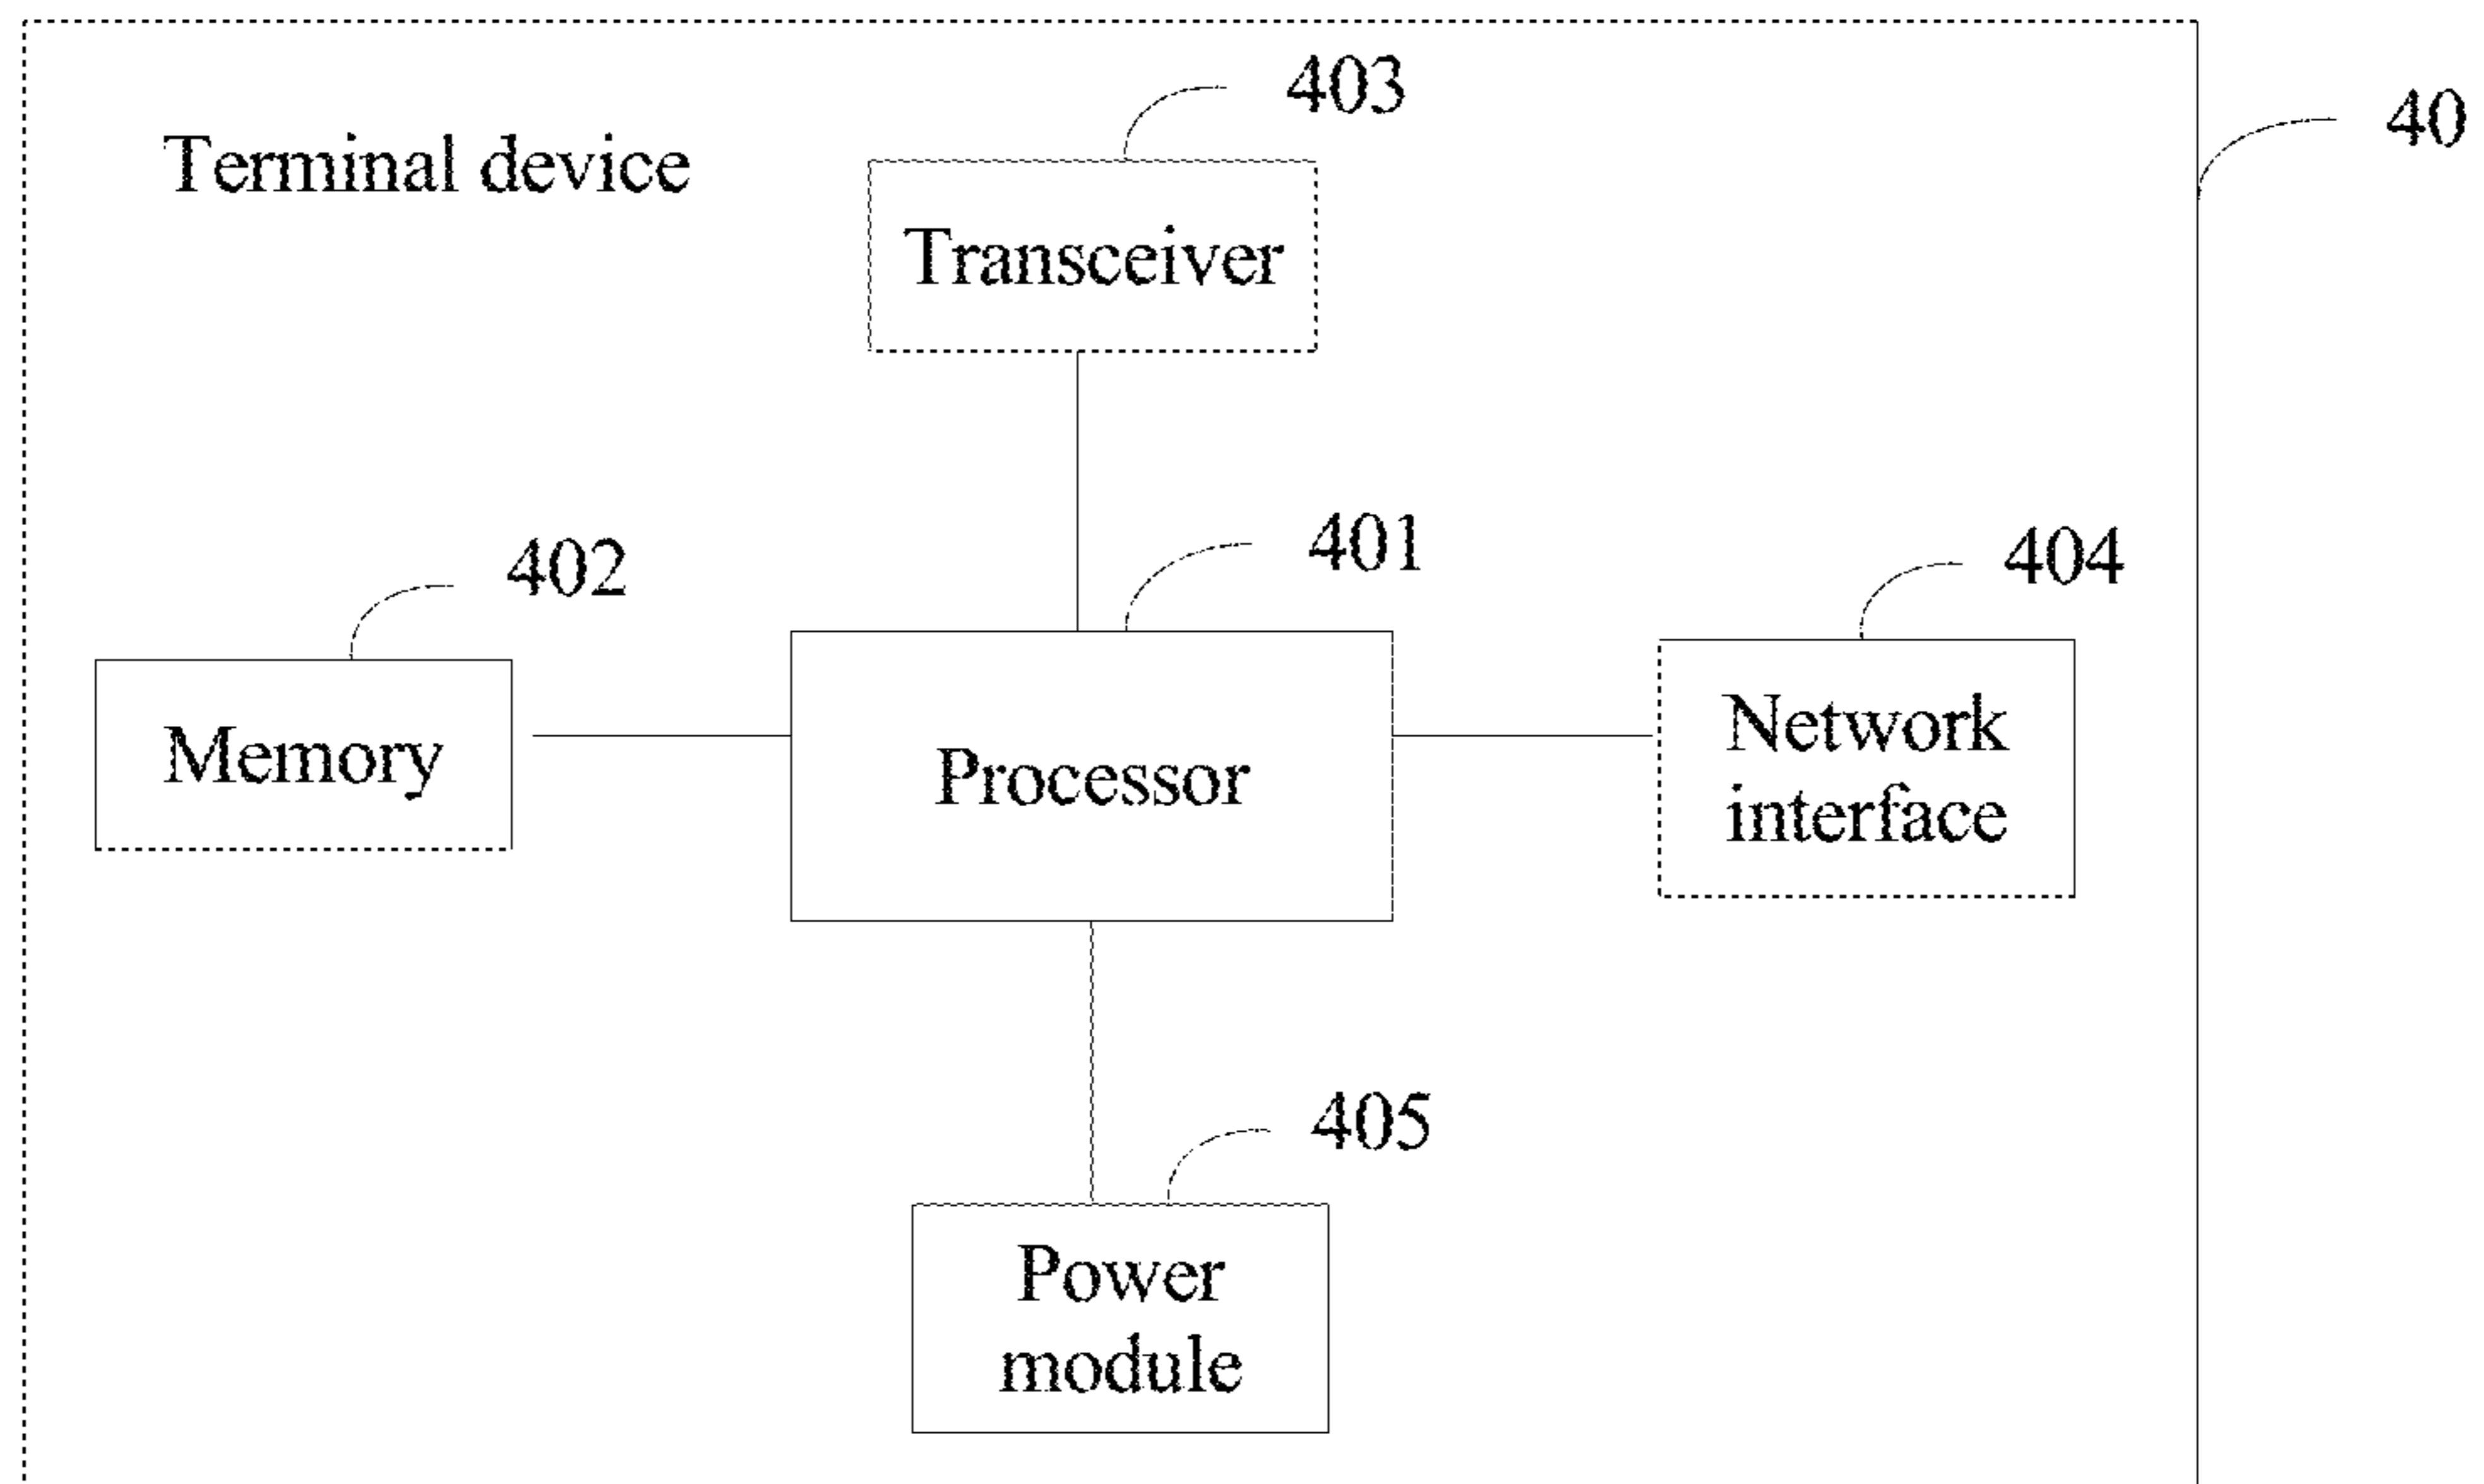 403
40
Terminal device
Transceiver
402
401
404
Memory
Processor
Network
interface
405
Power
module